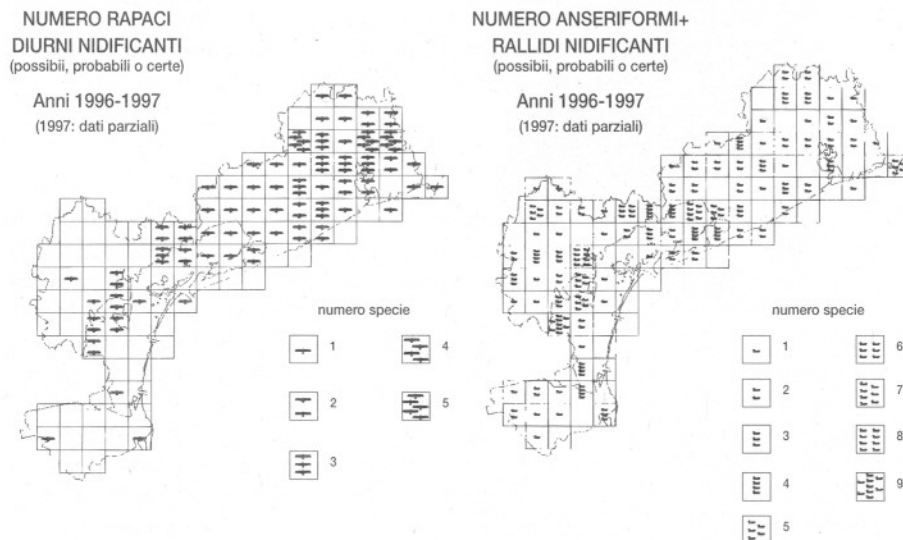 NUMERO RAPACI
DIURNI NIDIFICANTI
(possibii, probabili o certe)
Anni 1996-1997
(1997: dati parziali)
numero specie
1
2
3
4
5
NUMERO ANSERIFORMI+
RALLIDI NIDIFICANTI
(possibii, probabili o certe)
Anni 1996-1997
(1997: dati parziali)
numero specie
1
2
3
4
5
6
7
8
9